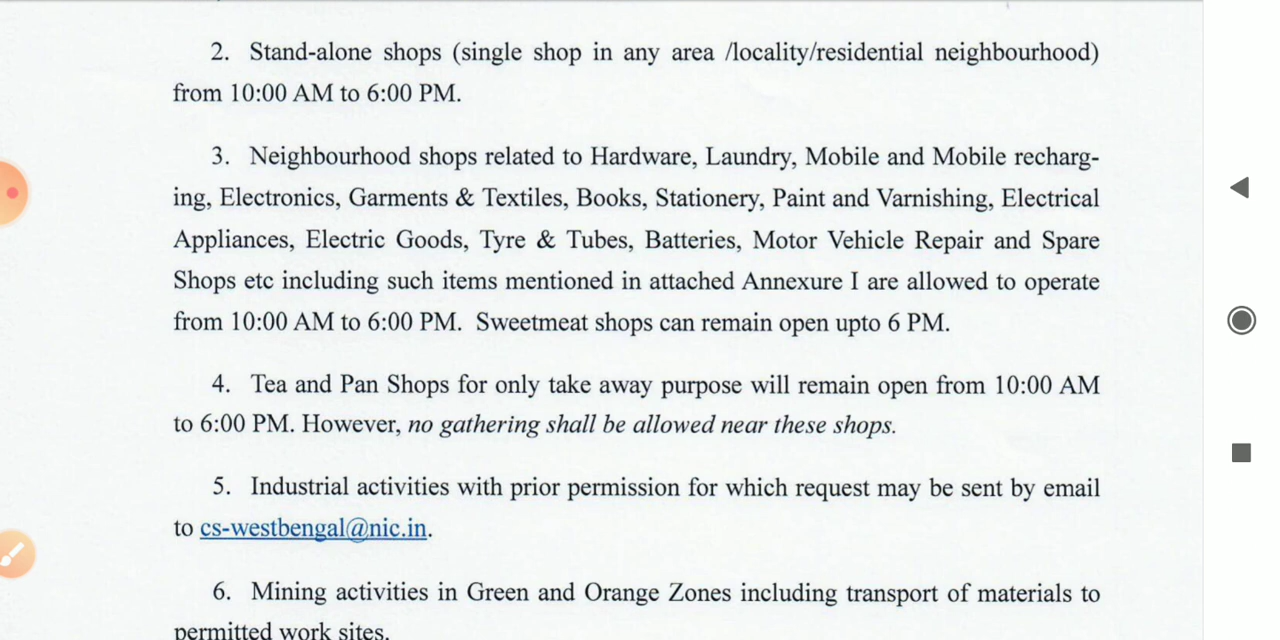 2. Stand-alone shops (single shop in any area /locality/residential neighbourhood)
from 10:00 AM to 6:00 PM.
3. Neighbourhood shops related to Hardware, Laundry, Mobile and Mobile recharg-
ing, Electronics, Garments & Textiles, Books, Stationery, Paint and Varnishing, Electrical
Appliances, Electric Goods, Tyre & Tubes, Batteries, Motor Vehicle Repair and Spare
Shops etc including such items mentioned in attached Annexure I are allowed to operate
from 10:00 AM to 6:00 PM. Sweetmeat shops can remain open upto 6 PM.
4. Tea and Pan Shops for only take away purpose will remain open from 10:00 AM
to 6:00 PM. However, no gathering shall be allowed near these shops.
5. Industrial activities with prior permission for which request may be sent by email
to cs-westbengal@nic.in.
6. Mining activities in Green and Orange Zones including transport of materials to
permitted work sites.